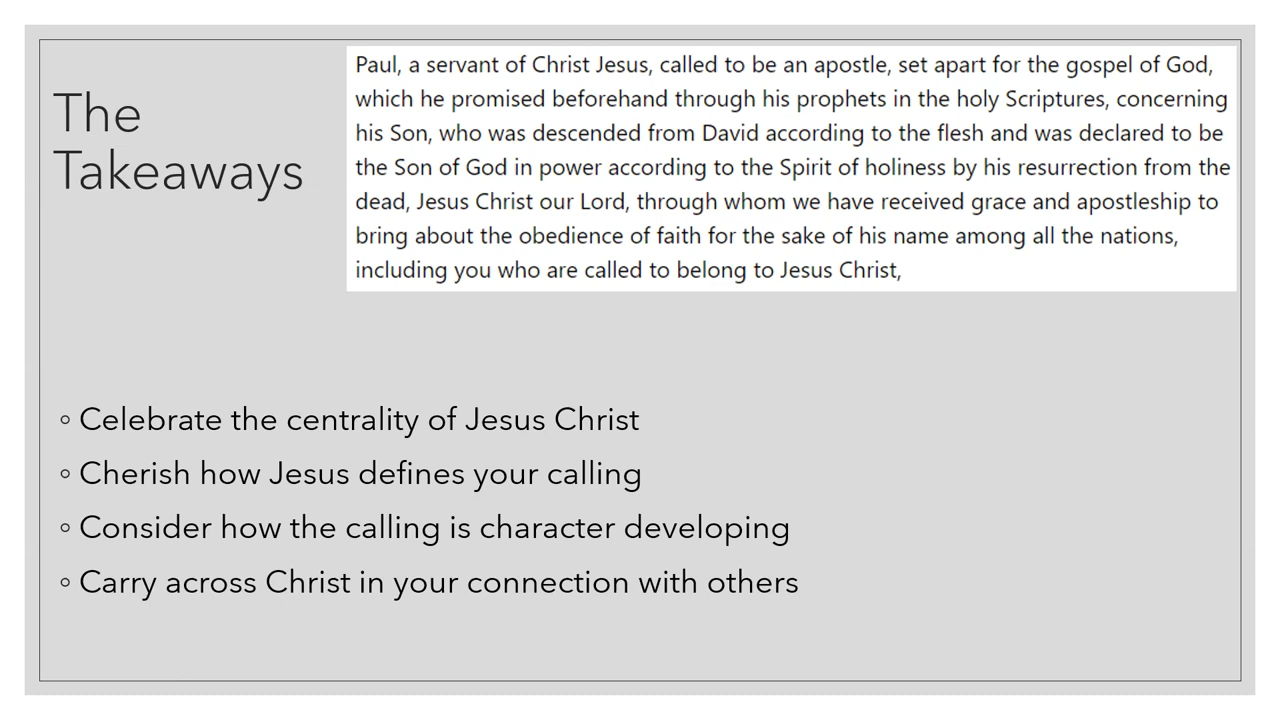 The
Takeaways
Paul, a servant of Christ Jesus, called to be an apostle, set apart for the gospel of God,
which he promised beforehand through his prophets in the holy Scriptures, concerning
his Son, who was descended from David according to the flesh and was declared to be
the Son of God in power according to the Spirit of holiness by his resurrection from the
dead, Jesus Christ our Lord, through whom we have received grace and apostleship to
bring about the obedience of faith for the sake of his name among all the nations,
including you who are called to belong to Jesus Christ,
◦ Celebrate the centrality of Jesus Christ
◦ Cherish how Jesus defines your calling
◦ Consider how the calling is character developing
◦ Carry across Christ in your connection with others